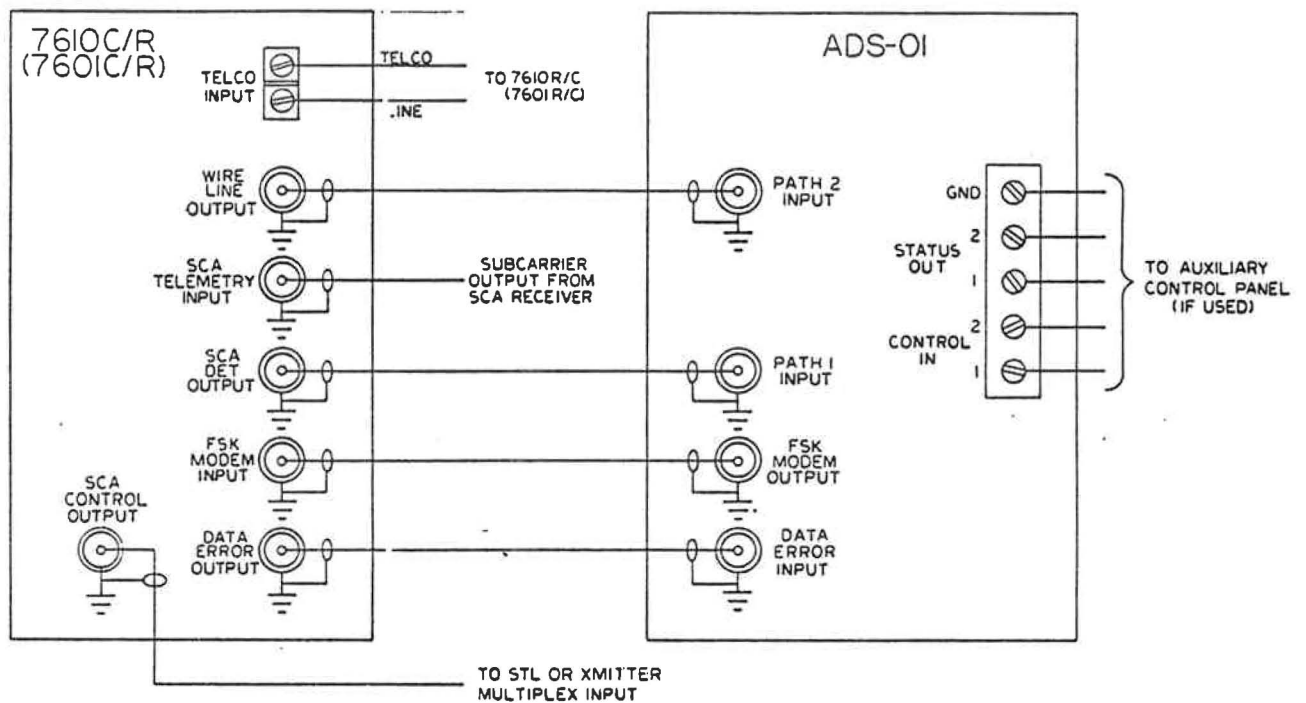 7610C/R
(7601C/R)
TELCO
INPUT
TELCO
.INE
TO 7610R/C
(7601R/C)
WIRE
LINE
OUTPUT
SCA
TELEMETRY
INPUT
SUBCARRIER
OUTPUT FROM
SCA RECEIVER
SCA
DET
OUTPUT
FSK
MODEM
INPUT
DATA
ERROR
OUTPUT
SCA
CONTROL
OUTPUT
TO STL OR XMITTER
MULTIPLEX INPUT
ADS-01
PATH 2
INPUT
PATH 1
INPUT
FSK
MODEM
OUTPUT
DATA
ERROR
INPUT
GND
2
STATUS
OUT
1
2
CONTROL
IN
1
TO AUXILIARY
CONTROL PANEL
(IF USED)